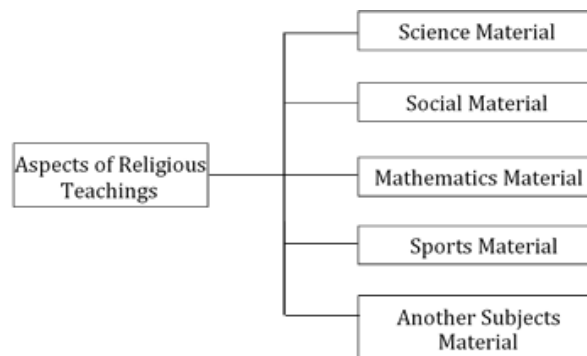 Science Material
Social Material
Aspects of Religious
Teachings
Mathematics Material
Sports Material
Another Subjects
Material